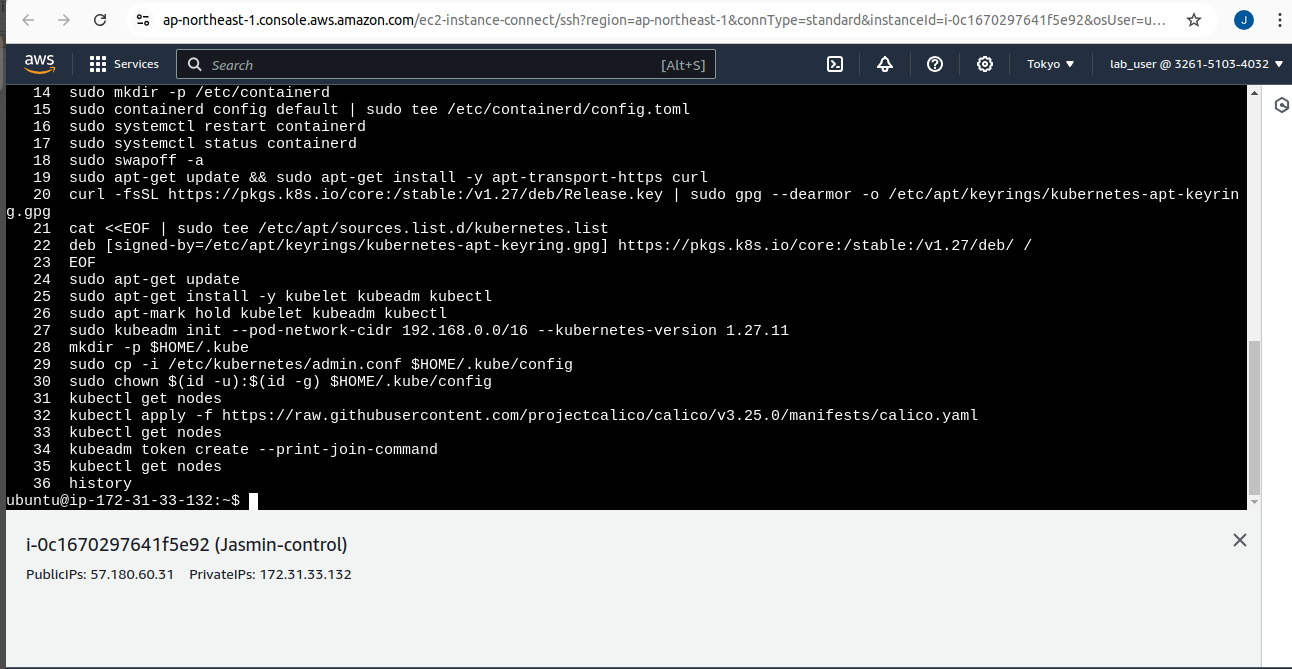 ap-northeast-1.console.aws.amazon.com/ec2-instance-connect/ssh?region=ap-northeast-1&connType=standard&instanceId=i-0c1670297641f5e92&osUser=u...
J
aws
Services
Search
[Alt+S]
Tokyo
lab_user @ 3261-5103-4032
14 sudo mkdir -p /etc/containerd
15 sudo containerd config default | sudo tee /etc/containerd/config.toml
16 sudo systemctl restart containerd
17 sudo systemctl status containerd
18 sudo swapoff -a
19 sudo apt-get update && sudo apt-get install -y apt-transport-https curl
20 curl -fsSL https://pkgs.k8s.io/core:/stable:/v1.27/deb/Release.key | sudo gpg --dearmor -o /etc/apt/keyrings/kubernetes-apt-keyrin
g.gpg
21 cat <<EOF | sudo tee /etc/apt/sources.list.d/kubernetes.list
22 deb [signed-by=/etc/apt/keyrings/kubernetes-apt-keyring.gpg] https://pkgs.k8s.io/core:/stable:/v1.27/deb/ /
23 EOF
24 sudo apt-get update
25 sudo apt-get install -y kubelet kubeadm kubectl
26 sudo apt-mark hold kubelet kubeadm kubectl
27 sudo kubeadm init --pod-network-cidr 192.168.0.0/16 --kubernetes-version 1.27.11
28 mkdir -p $HOME/.kube
29 sudo cp -i /etc/kubernetes/admin.conf $HOME/.kube/config
30 sudo chown $(id -u):$(id -g) $HOME/.kube/config
31 kubectl get nodes
32 kubectl apply -f https://raw.githubusercontent.com/projectcalico/calico/v3.25.0/manifests/calico.yaml
33 kubectl get nodes
34 kubeadm token create --print-join-command
35 kubectl get nodes
36 history
ubuntu@ip-172-31-33-132:~$
i-0c1670297641f5e92 (Jasmin-control)
PublicIPs: 57.180.60.31 PrivateIPs: 172.31.33.132